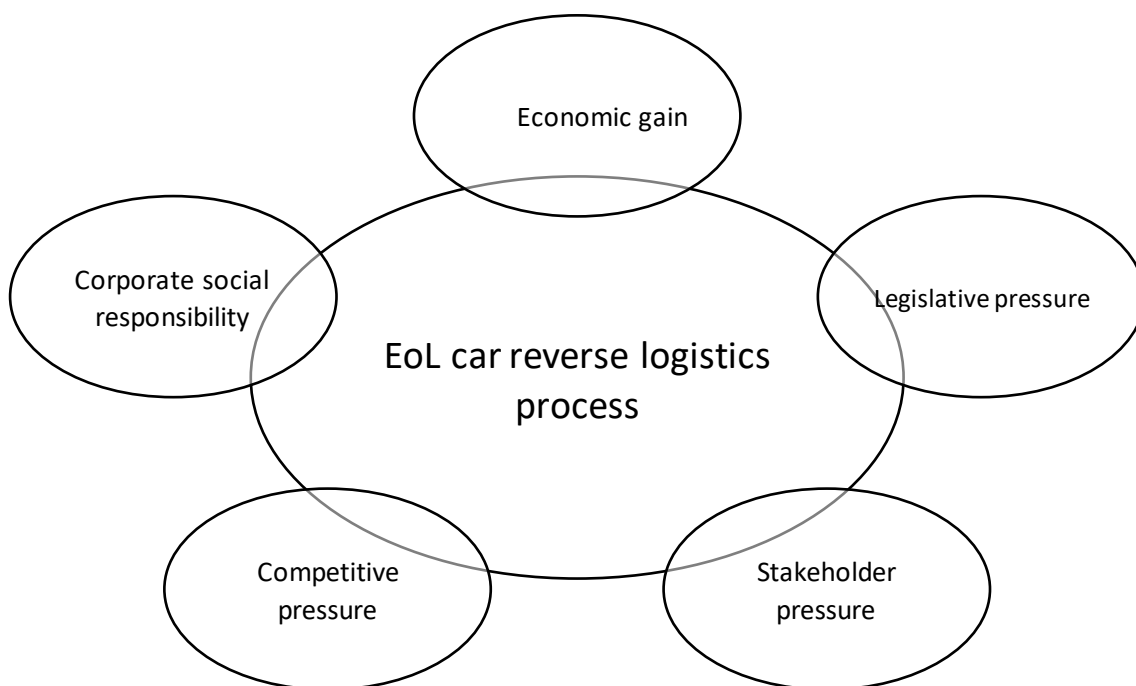 Economic gain
Corporate social
responsibility
Legislative pressure
EoL car reverse logistics
process
Competitive
pressure
Stakeholder
pressure